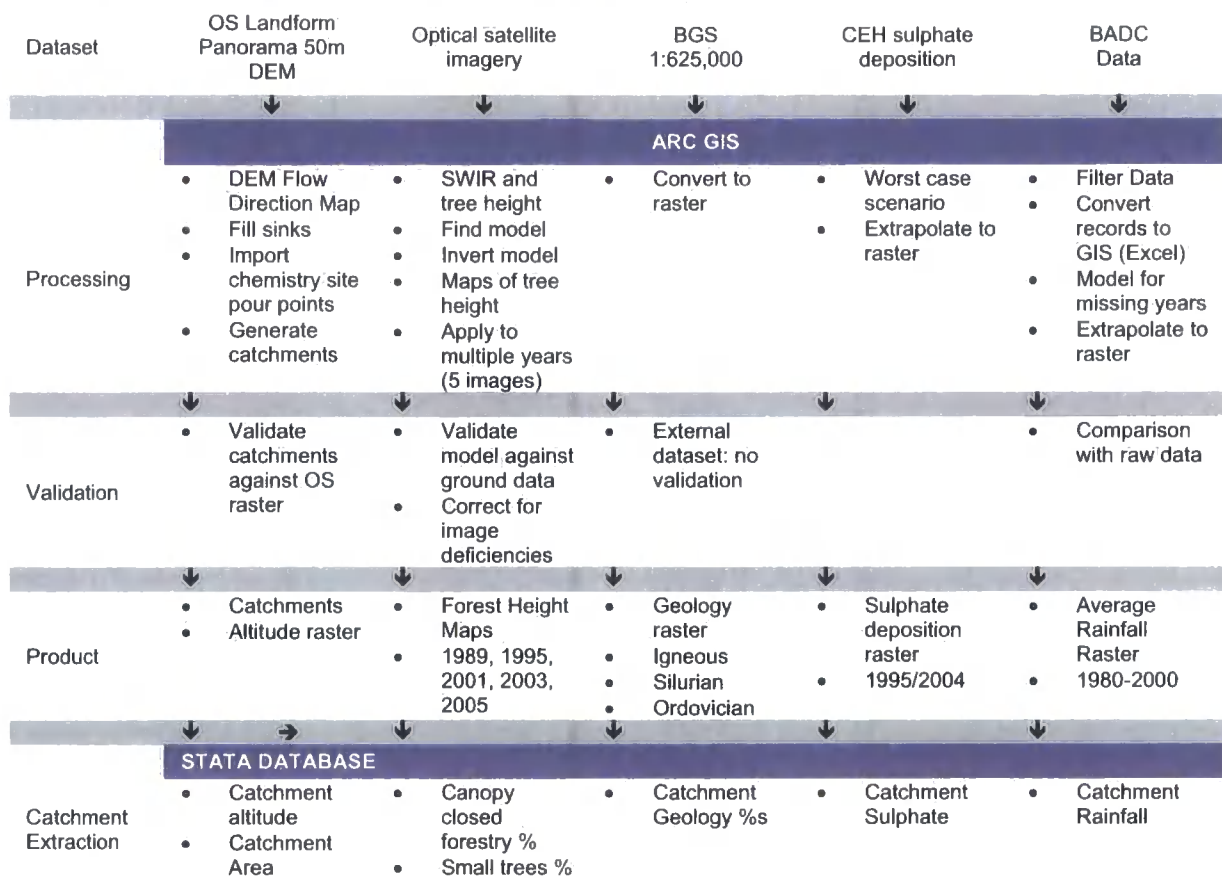 Dataset
OS Landform
Panorama 50m
DEM
Optical satellite
imagery
BGS
1:625,000
CEH sulphate
deposition
BADC
Data
ARC GIS
Processing
• DEM Flow
Direction Map
• Fill sinks
• Import
chemistry site
pour points
• Generate
catchments
• SWIR and
tree height
• Find model
• Invert model
• Maps of tree
height
• Apply to
multiple years
(5 images)
• Convert to
raster
• Worst case
scenario
• Extrapolate to
raster
• Filter Data
• Convert
records to
GIS (Excel)
• Model for
missing years
• Extrapolate to
raster
Validation
• Validate
catchments
against OS
raster
• Validate
model against
ground data
• Correct for
image
deficiencies
• External
dataset: no
validation
• Comparison
with raw data
Product
• Catchments
• Altitude raster
• Forest Height
Maps
• 1989, 1995,
2001, 2003,
2005
• Geology
raster
• Igneous
• Silurian
• Ordovician
• Sulphate
deposition
raster
• 1995/2004
• Average
Rainfall
Raster
• 1980-2000
STATA DATABASE
Catchment
Extraction
• Catchment
altitude
• Catchment
Area
• Canopy
closed
forestry %
• Small trees %
• Catchment
Geology %s
• Catchment
Sulphate
• Catchment
Rainfall